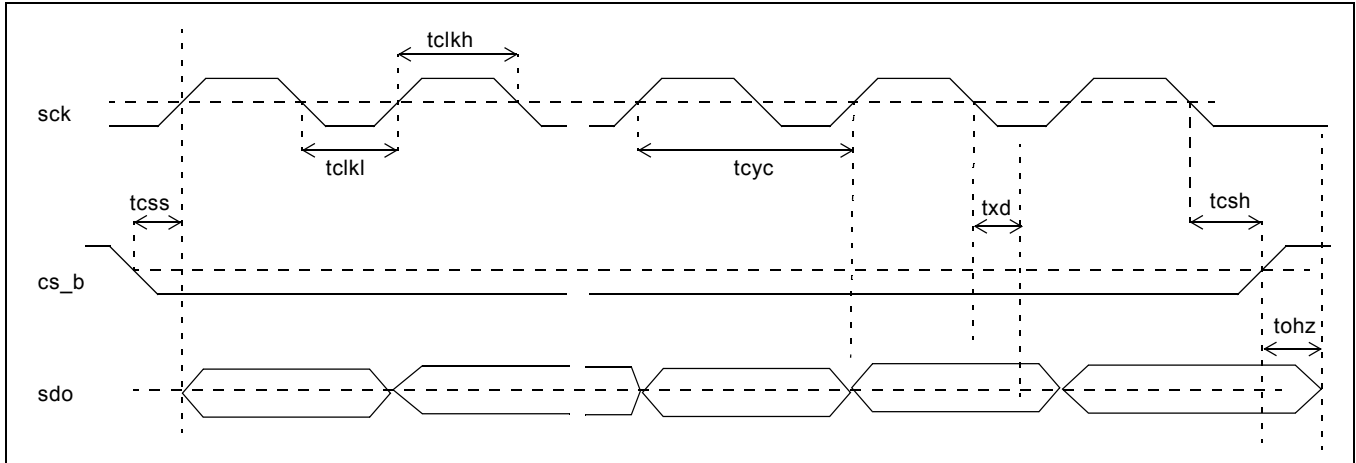 tclkh
sck
tclkl
tcyc
tcss
txd
tcsh
cs_b
tohz
sdo